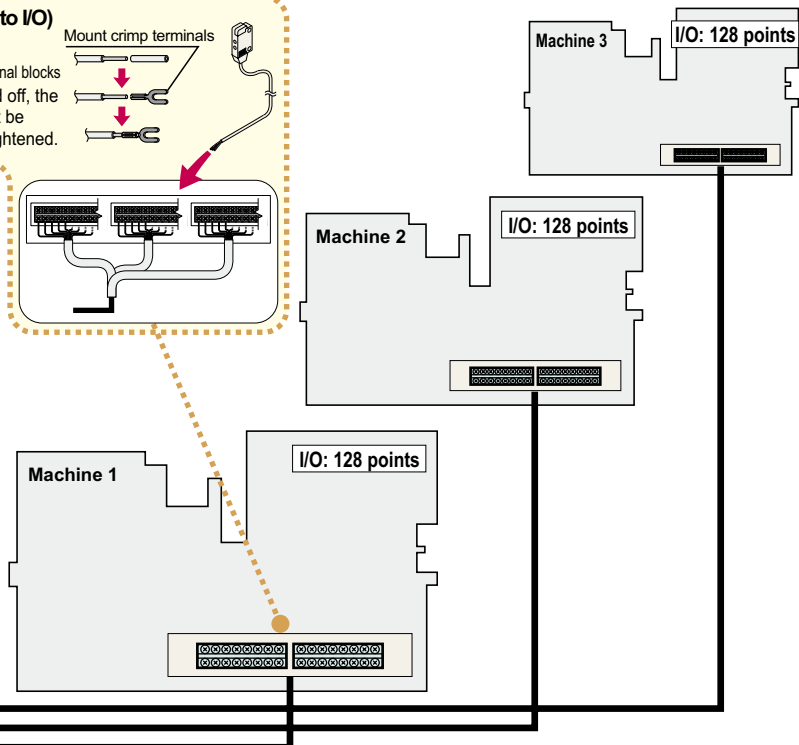 to I/O)
Mount crimp terminals
nal blocks
off, the
be
htened.
Machine 3
I/O: 128 points
Machine 2
I/O: 128 points
Machine 1
I/O: 128 points